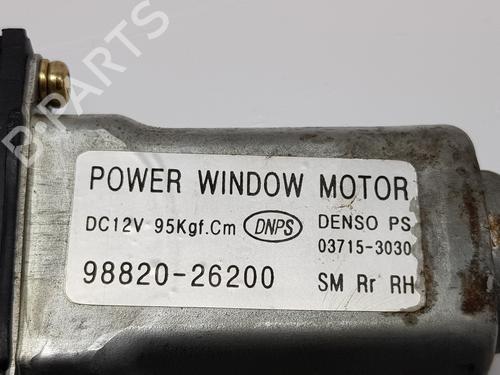 B-PARTS
POWER WINDOW MOTOR
DC12V 95Kgf.Cm DNPS DENSO PS
03715-3030
98820-26200 SM Rr RH